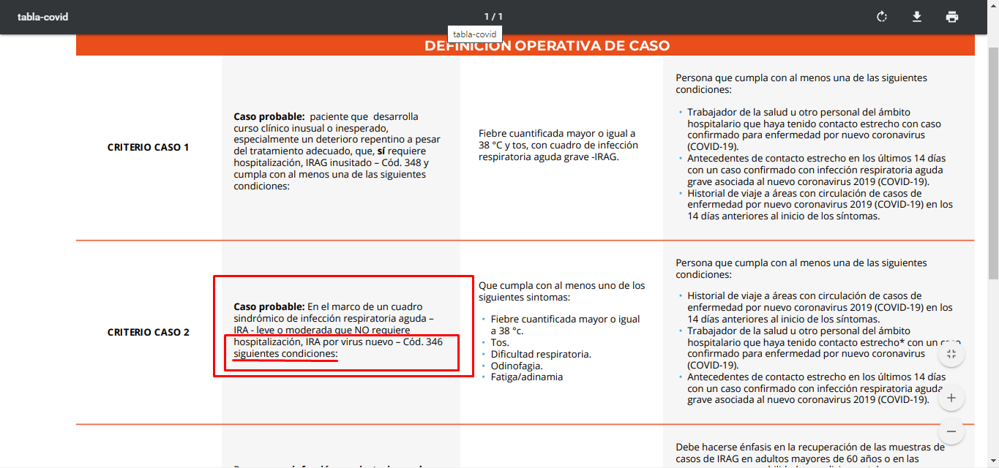 tabla-covid
1 / 1
tabla-covid
DEFINICIÓN OPERATIVA DE CASO
CRITERIO CASO 1
Caso probable: paciente que desarrolla
curso clínico inusual o inesperado,
especialmente un deterioro repentino a pesar
del tratamiento adecuado, que, sí requiere
hospitalización, IRAG inusitado – Cód. 348 y
cumpla con al menos una de las siguientes
condiciones:
Fiebre cuantificada mayor o igual a
38 °C y tos, con cuadro de infección
respiratoria aguda grave -IRAG.
Persona que cumpla con al menos una de las siguientes
condiciones:
• Trabajador de la salud u otro personal del ámbito
hospitalario que haya tenido contacto estrecho con caso
confirmado para enfermedad por nuevo coronavirus
(COVID-19).
• Antecedentes de contacto estrecho en los últimos 14 días
con un caso confirmado con infección respiratoria aguda
grave asociada al nuevo coronavirus 2019 (COVID-19).
• Historial de viaje a áreas con circulación de casos de
enfermedad por nuevo coronavirus 2019 (COVID-19) en los
14 días anteriores al inicio de los síntomas.
CRITERIO CASO 2
Caso probable: En el marco de un cuadro
sindrómico de infección respiratoria aguda –
IRA - leve o moderada que NO requiere
hospitalización, IRA por virus nuevo – Cód. 346
siguientes condiciones:
Que cumpla con al menos uno de los
siguientes sintomas:
• Fiebre cuantificada mayor o igual
a 38 °c.
• Tos.
• Dificultad respiratoria.
• Odinofagia.
• Fatiga/adinamia
Persona que cumpla con al menos una de las siguientes
condiciones:
• Historial de viaje a áreas con circulación de casos de
enfermedad por nuevo coronavirus 2019 (COVID-19) en los
14 días anteriores al inicio de los síntomas.
• Trabajador de la salud u otro personal del ámbito
hospitalario que haya tenido contacto estrecho* con un caso
confirmado para enfermedad por nuevo coronavirus
(COVID-19).
• Antecedentes de contacto estrecho en los últimos 14 días
con un caso confirmado con infección respiratoria aguda
grave asociada al nuevo coronavirus 2019 (COVID-19).
Debe hacerse énfasis en la recuperación de las muestras de
casos de IRAG en adultos mayores de 60 años o en las